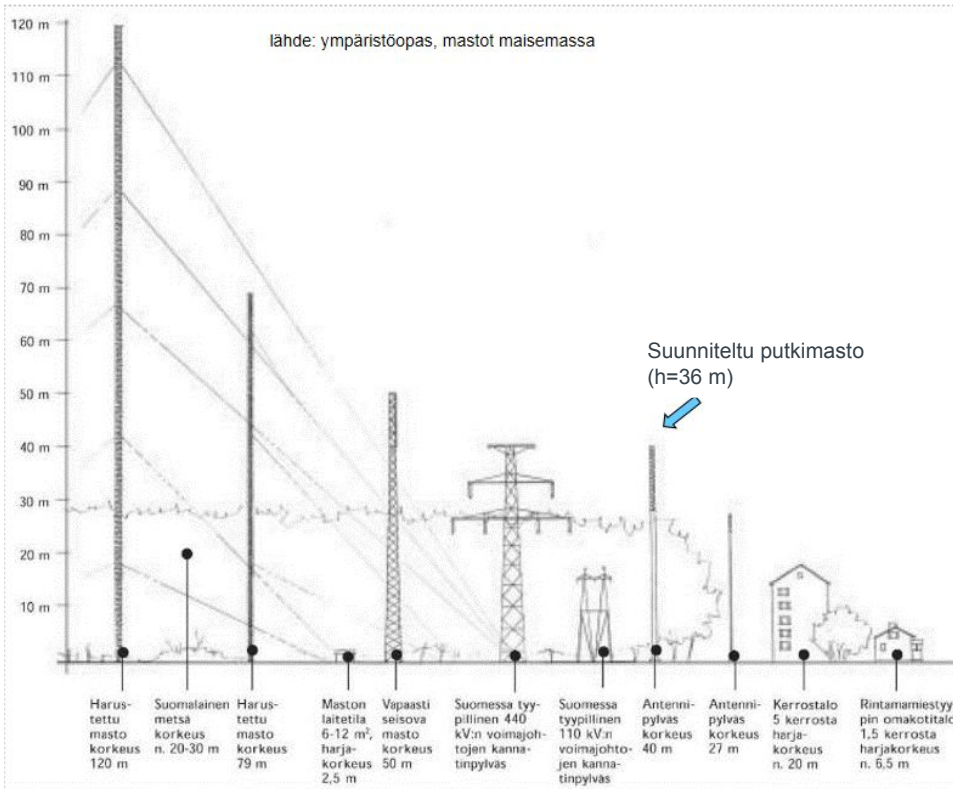 lähde: ympäristöopas, mastot maisemassa
120 m
110 m
100 m
90 m
80 m
70 m
60 m
50 m
40 m
30 m
20 m
10 m
Suunniteltu putkimasto
(h=36 m)
Harus-
tettu
masto
korkeus
120 m
Suomalainen
metsä
korkeus
n. 20-30 m
Harus-
tettu
masto
korkeus
79 m
Maston
laitetila
6-12 m²,
harja-
korkeus
2,5 m
Vapaasti
seisova
masto
korkeus
50 m
Suomessa ty-
pillinen 440
kV:n voimajoh-
tojen kanna-
tinpylväs
Suomessa
tyypillinen
110 kV:n
voimajohto-
jen kanna-
tinpylväs
Antenni-
pylväs
korkeus
40 m
Antenni-
pylväs
korkeus
27 m
Kerrostalo
5 kerrosta
harja-
korkeus
n. 20 m
Rintamamiestyy-
pin omakotitalo
1,5 kerrosta
harjakorkeus
n. 6,5 m